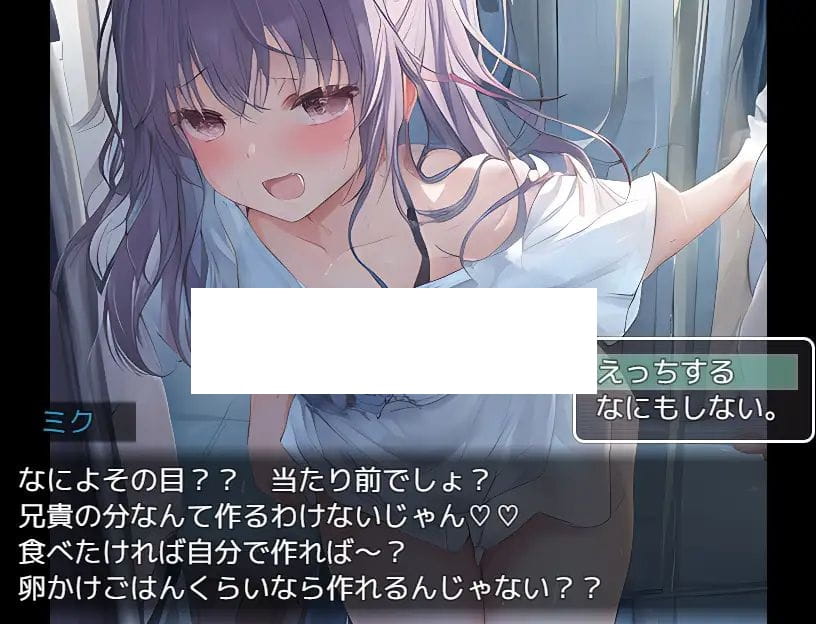 えっちする
なにもしない。
ミク
なによその目？？　当たり前でしょ？
兄貴の分なんて作るわけないじゃん♡♡
食べたければ自分で作れば～？
卵かけごはんくらいなら作れるんじゃない？？